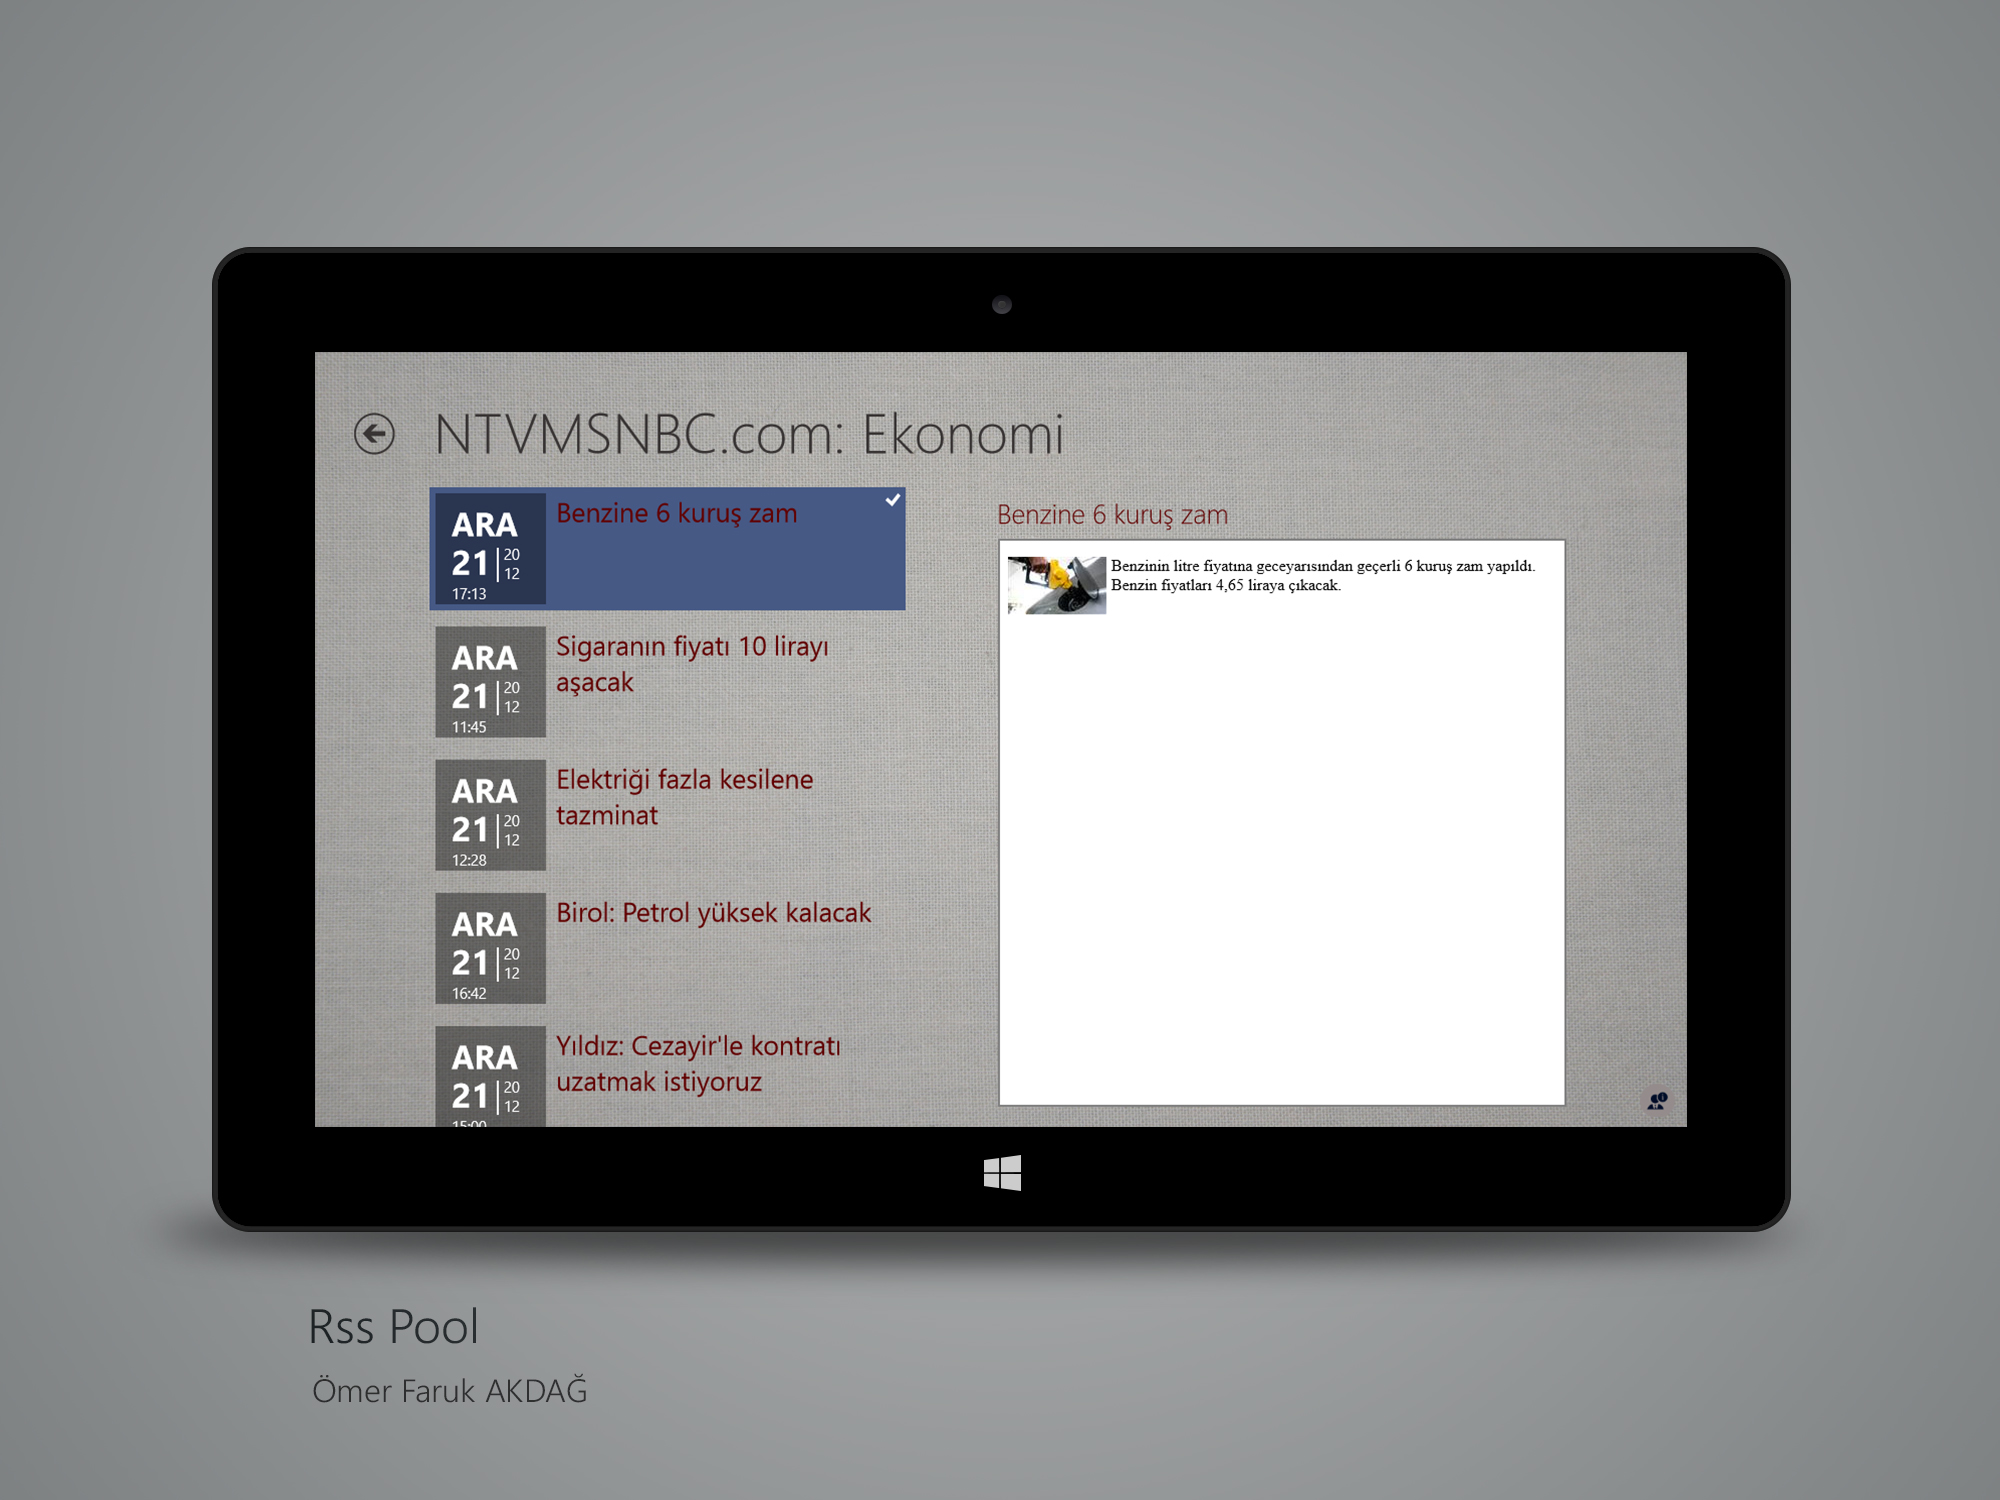 NTVMSNBC.com: Ekonomi
ARA
21
20
12
17:13
Benzine 6 kuruş zam
ARA
21
20
12
11:45
Sigaranın fiyatı 10 lirayı
aşacak
ARA
21
20
12
12:28
Elektriği fazla kesilene
tazminat
ARA
21
20
12
16:42
Birol: Petrol yüksek kalacak
ARA
21
20
12
15:00
Yıldız: Cezayir'le kontratı
uzatmak istiyoruz
Benzine 6 kuruş zam
Benzinin litre fiyatına geceyarısından geçerli 6 kuruş zam yapıldı.
Benzin fiyatları 4,65 liraya çıkacak.
Rss Pool
Ömer Faruk AKDAĞ